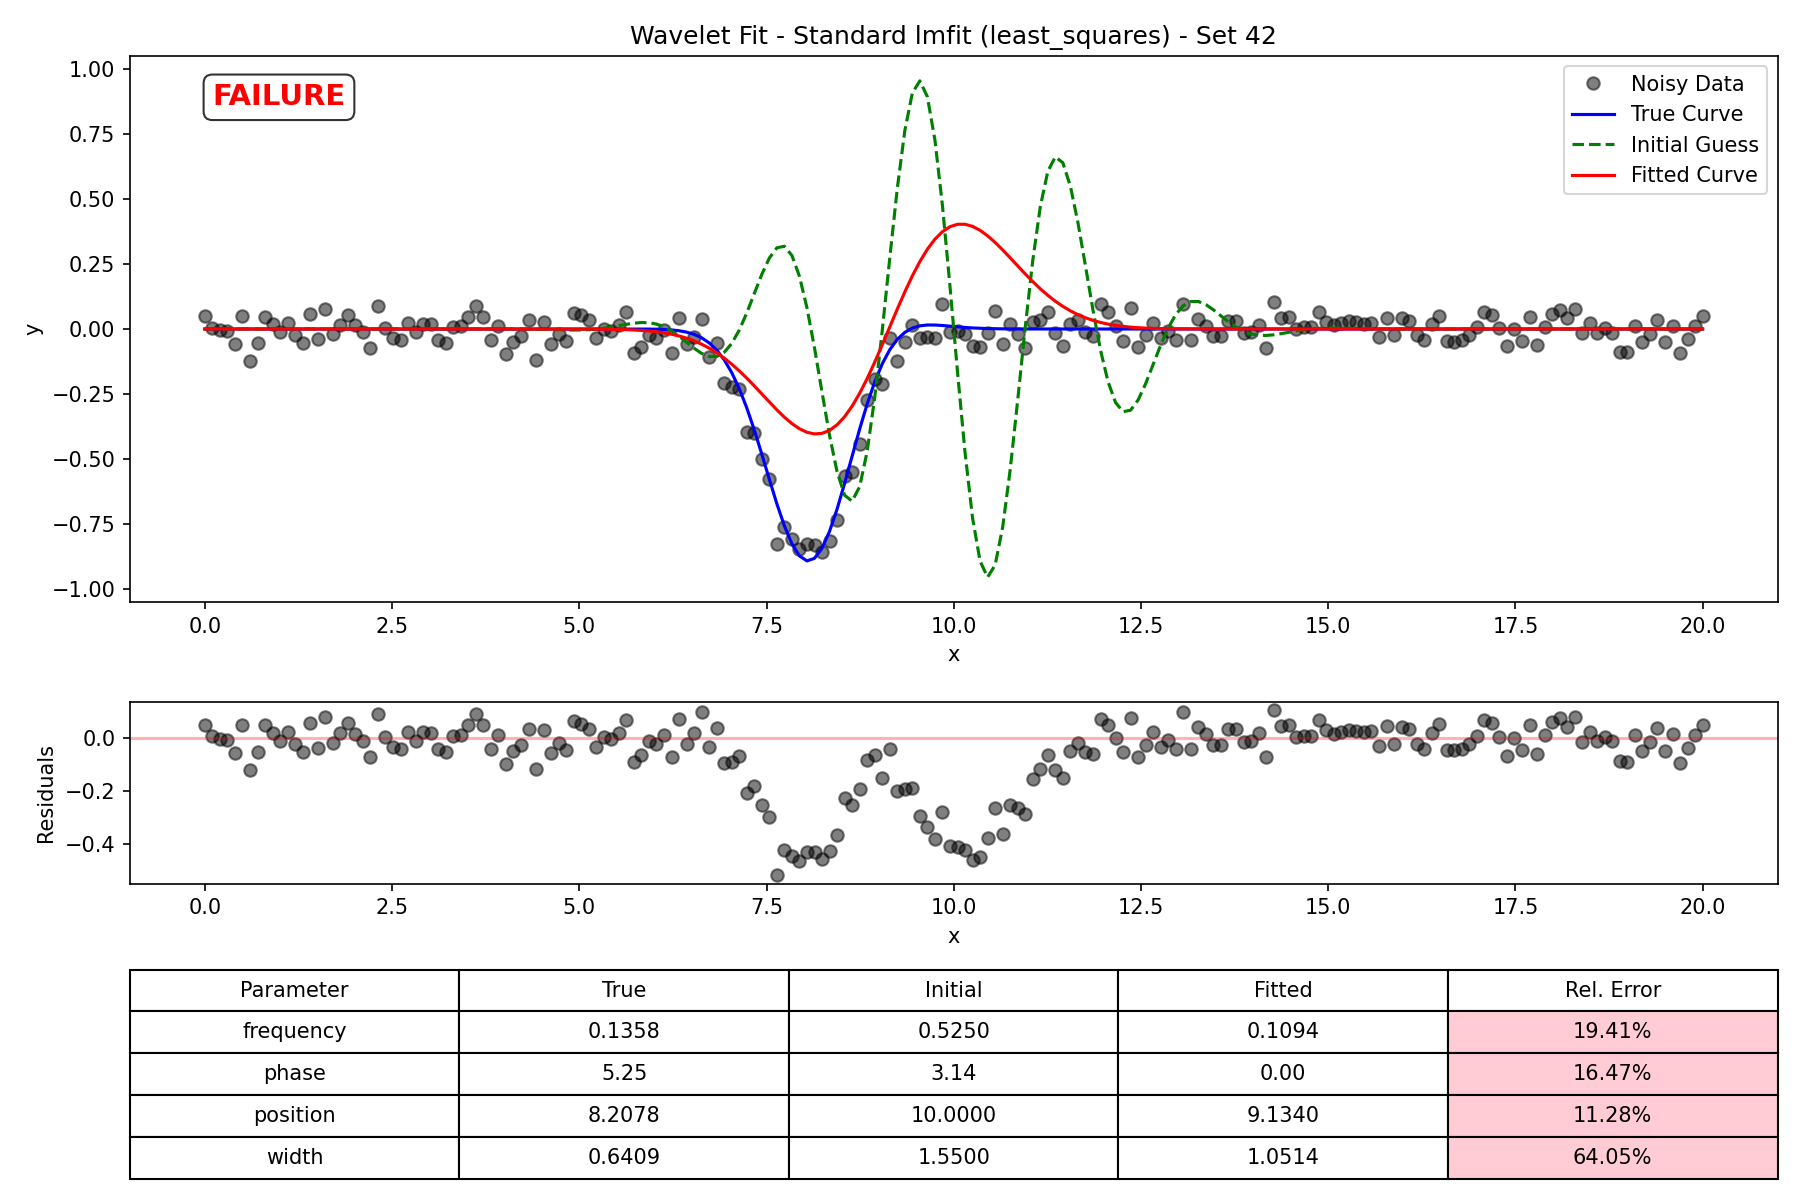 Wavelet Fit - Standard lmfit (least_squares) - Set 42
FAILURE
Noisy Data
True Curve
Initial Guess
Fitted Curve
y
1.00
0.75
0.50
0.25
0.00
−0.25
−0.50
−0.75
−1.00
0.0 2.5 5.0 7.5 10.0 12.5 15.0 17.5 20.0
x
Residuals
0.0
−0.2
−0.4
0.0 2.5 5.0 7.5 10.0 12.5 15.0 17.5 20.0
x
Parameter True Initial Fitted Rel. Error
frequency 0.1358 0.5250 0.1094 19.41%
phase 5.25 3.14 0.00 16.47%
position 8.2078 10.0000 9.1340 11.28%
width 0.6409 1.5500 1.0514 64.05%